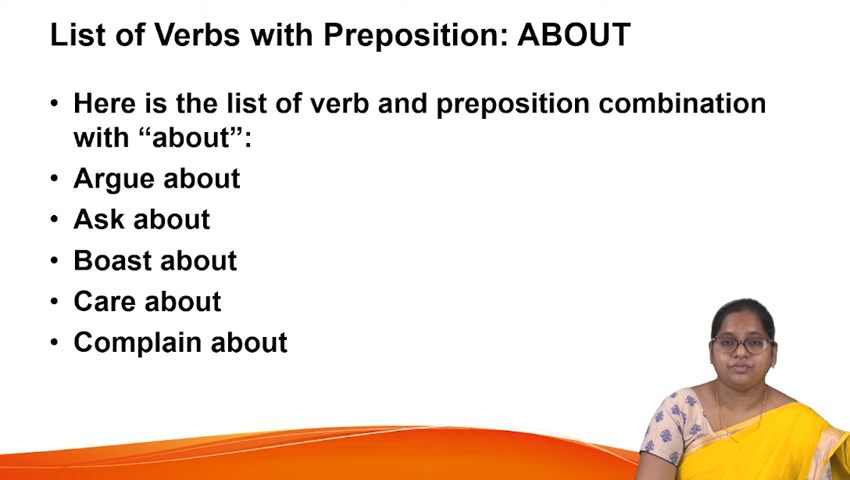 List of Verbs with Preposition: ABOUT
• Here is the list of verb and preposition combination
with “about”:
• Argue about
• Ask about
• Boast about
• Care about
• Complain about